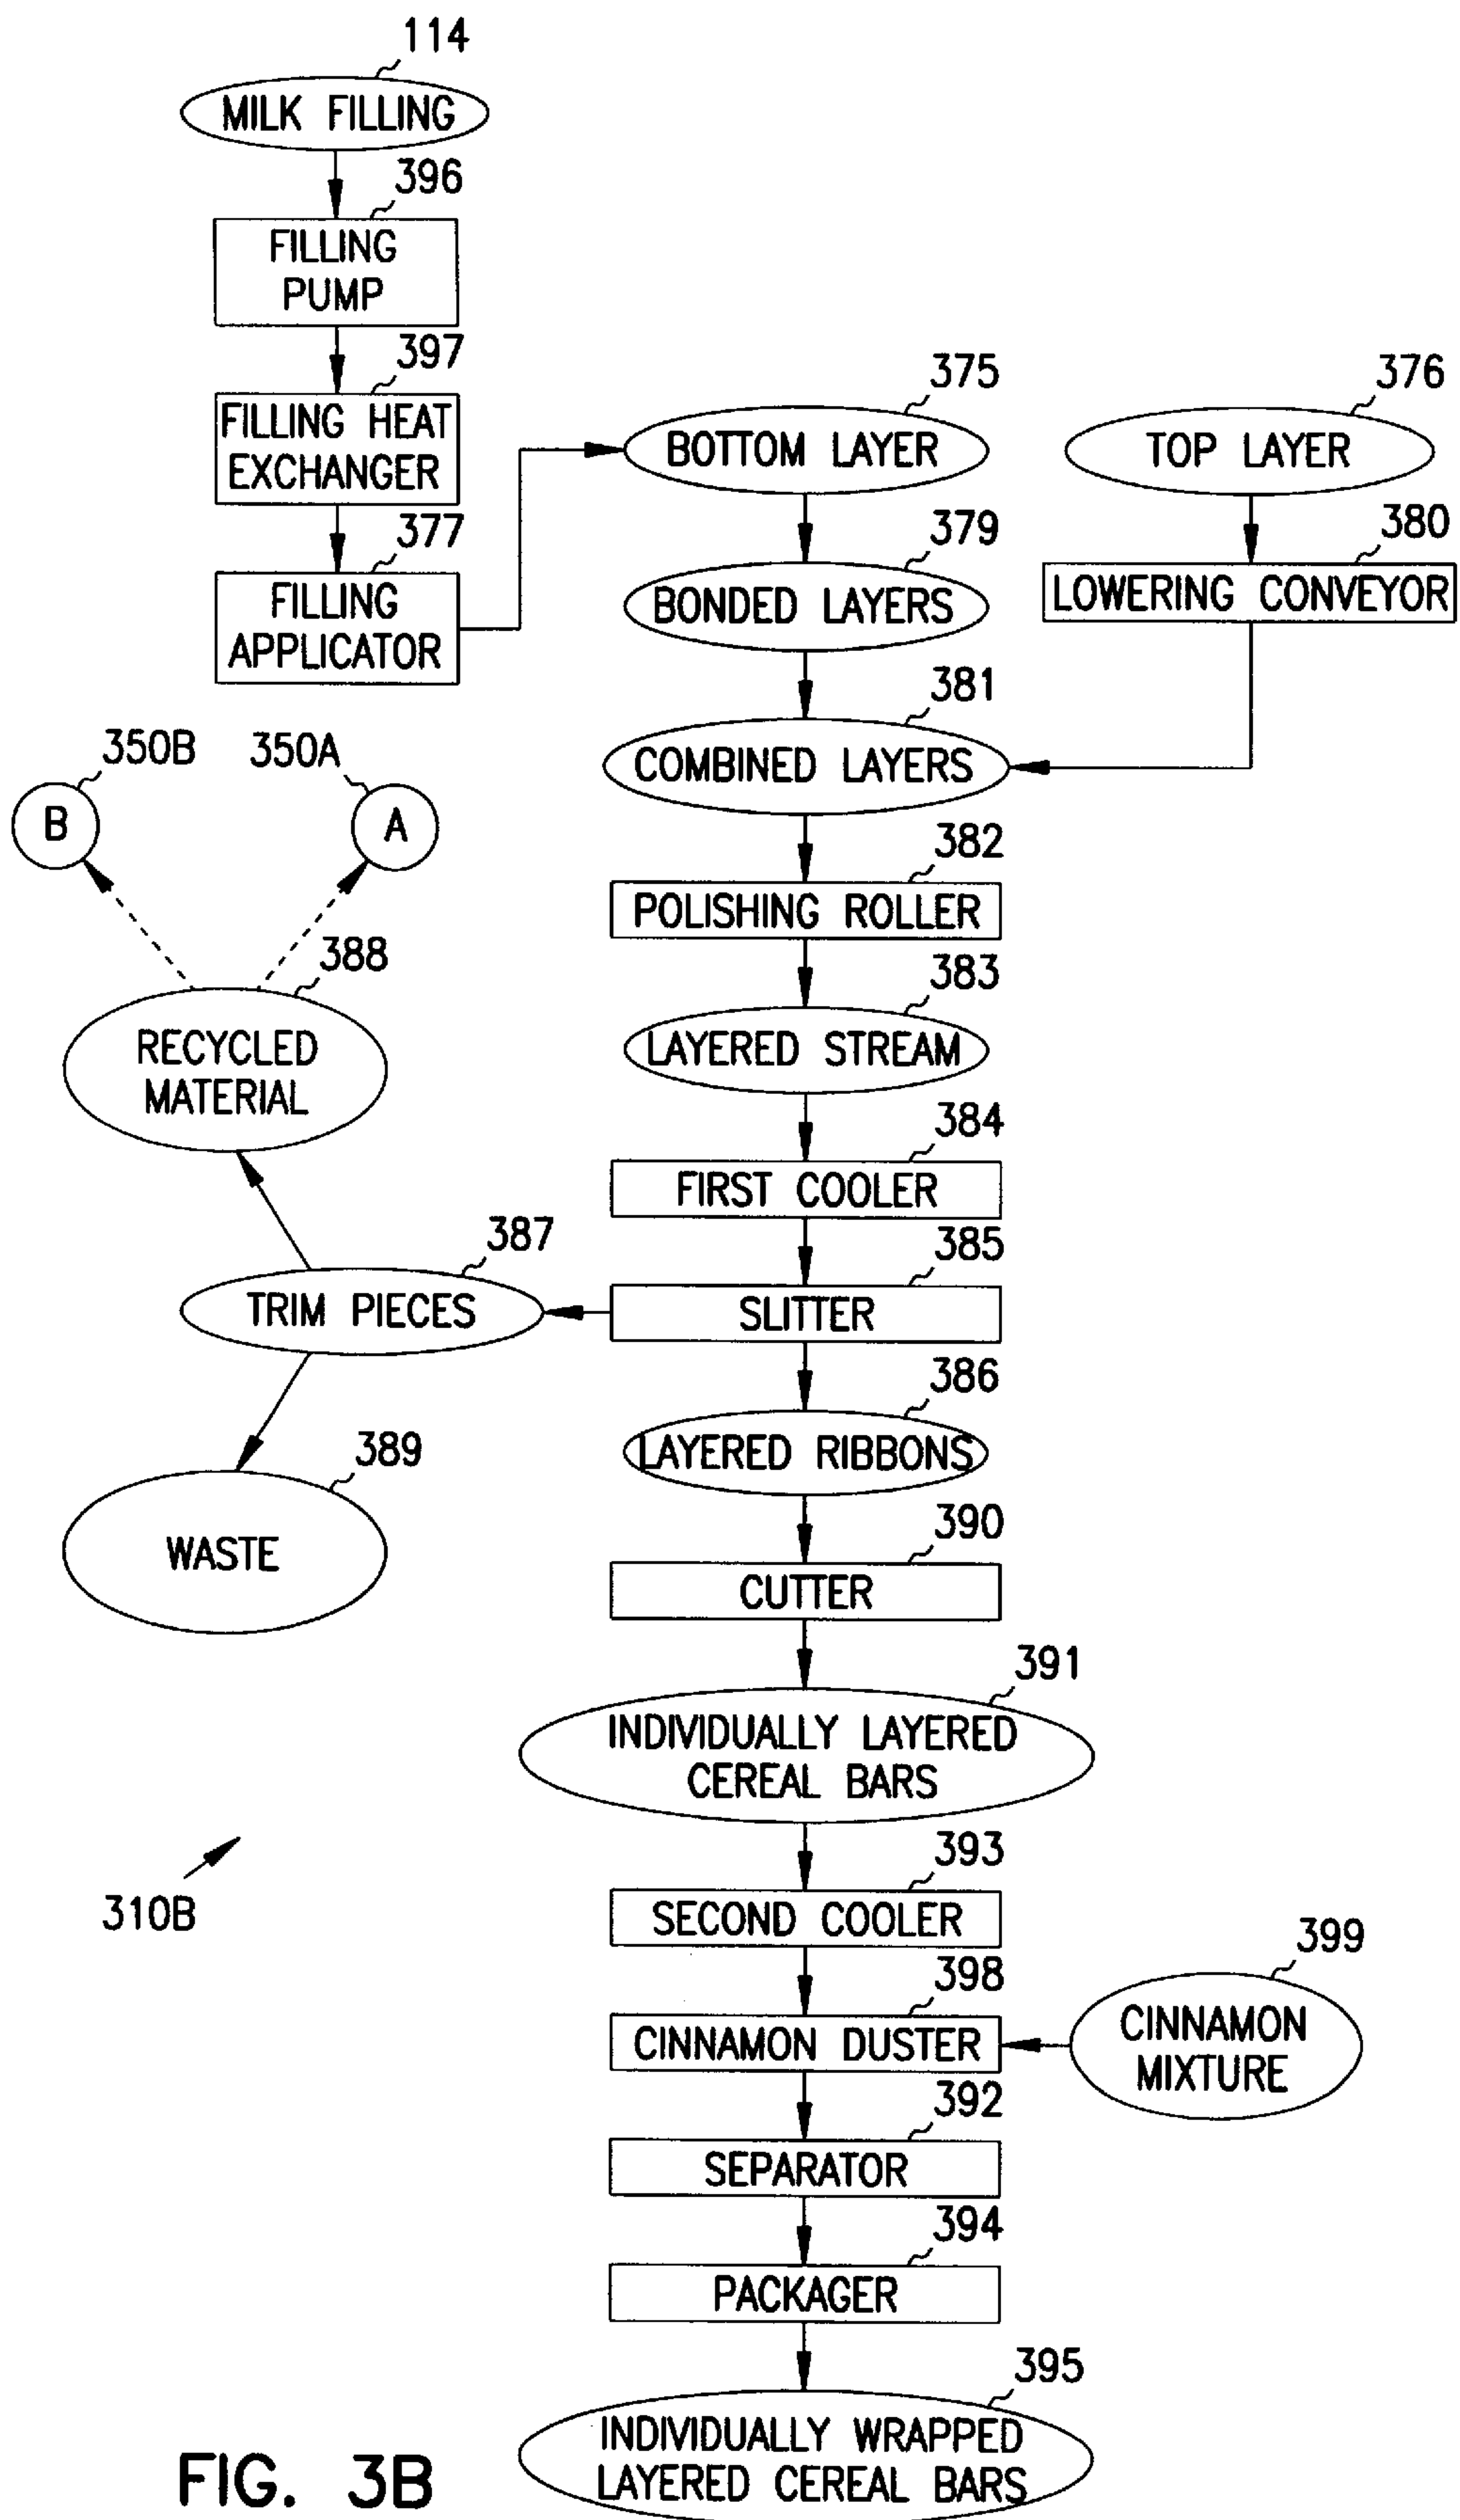 114
MILK FILLING
396
FILLING
PUMP
397
FILLING HEAT
EXCHANGER
377
FILLING
APPLICATOR
375
BOTTOM LAYER
376
TOP LAYER
379
BONDED LAYERS
380
LOWERING CONVEYOR
381
COMBINED LAYERS
350B
B
350A
A
382
POLISHING ROLLER
388
RECYCLED
MATERIAL
383
LAYERED STREAM
384
FIRST COOLER
387
TRIM PIECES
385
SLITTER
386
LAYERED RIBBONS
389
WASTE
390
CUTTER
391
INDIVIDUALLY LAYERED
CEREAL BARS
310B
393
SECOND COOLER
398
CINNAMON DUSTER
399
CINNAMON
MIXTURE
392
SEPARATOR
394
PACKAGER
395
INDIVIDUALLY WRAPPED
LAYERED CEREAL BARS
FIG. 3B